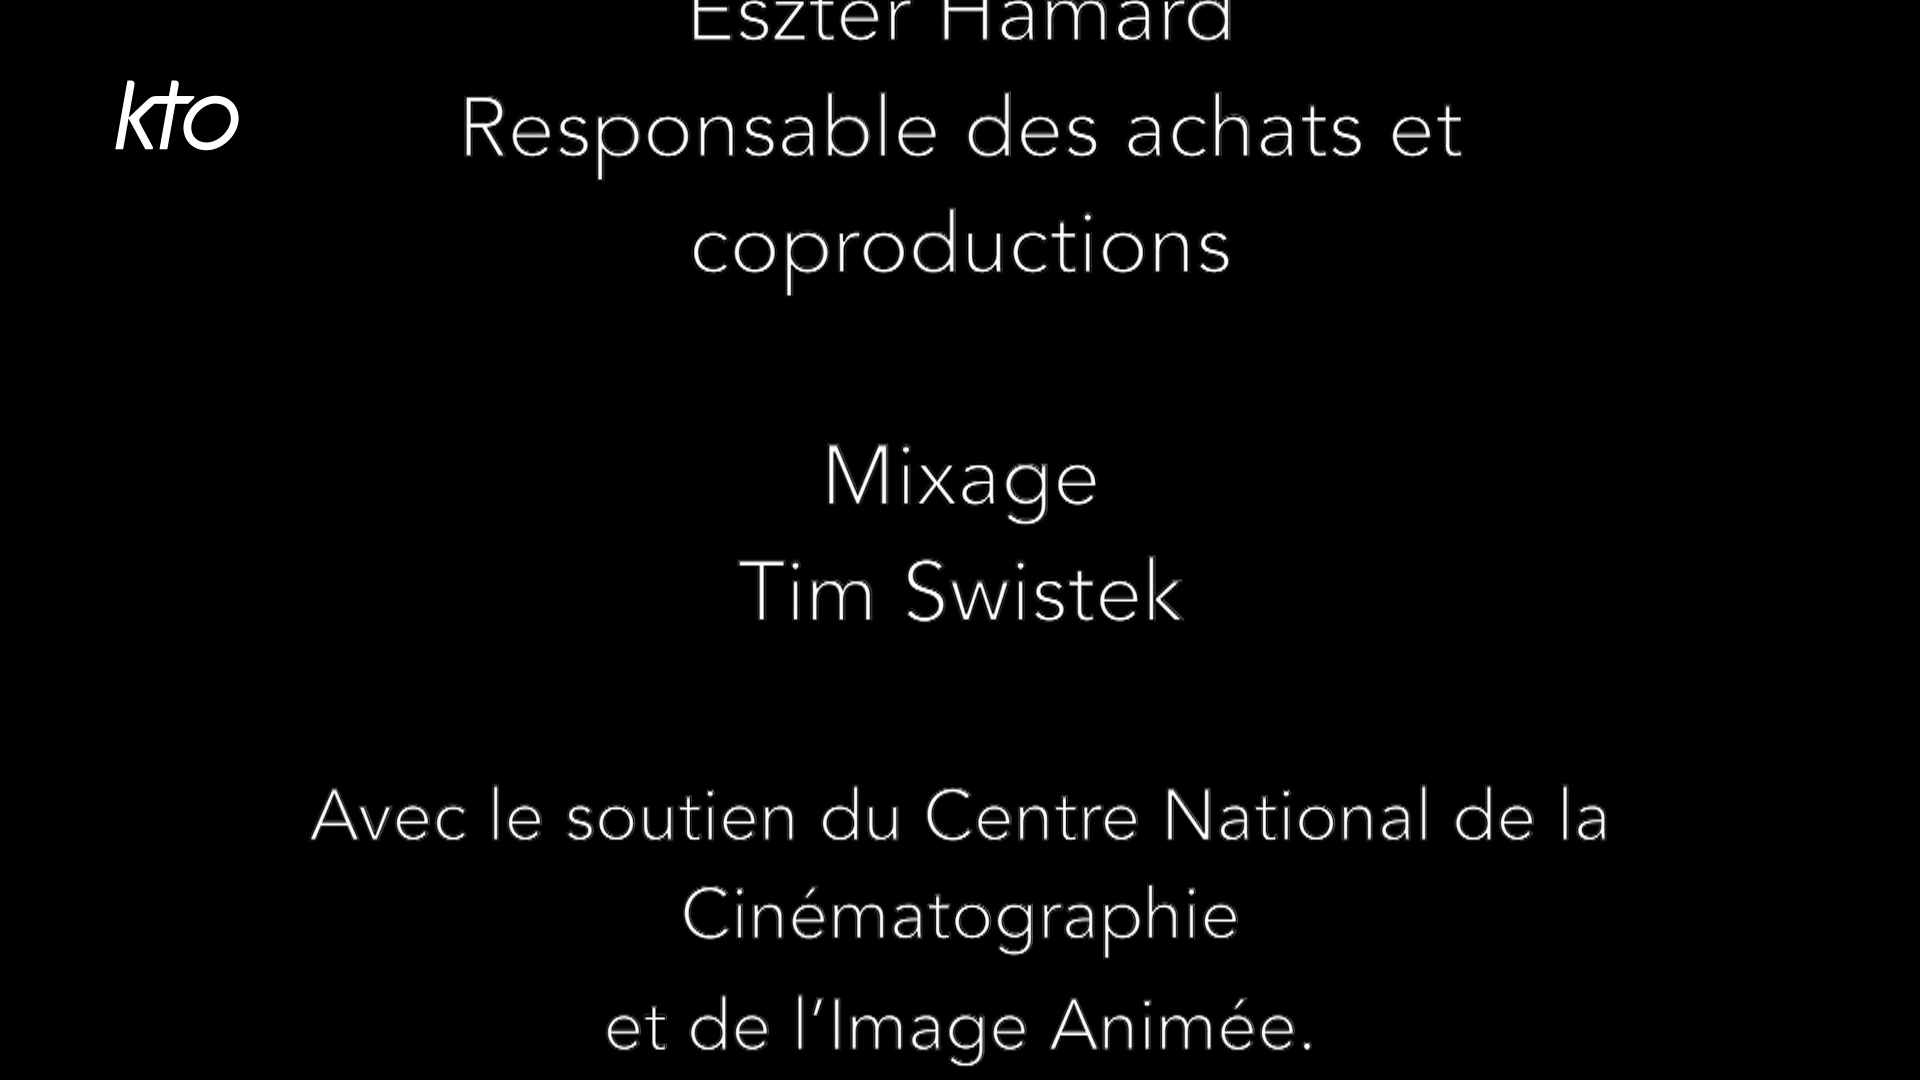 Eszter Hamard
kto
Responsable des achats et
coproductions
Mixage
Tim Swistek
Avec le soutien du Centre National de la
Cinématographie
et de l’Image Animée.